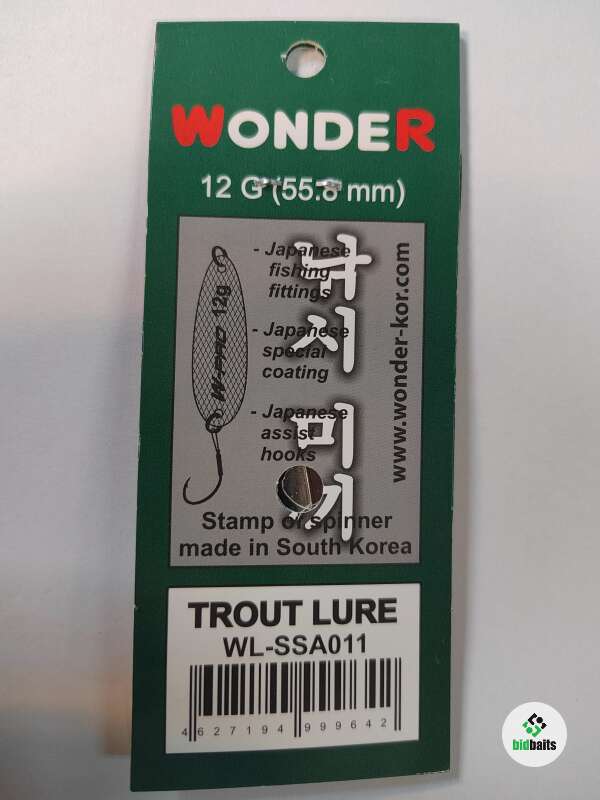 WONDER
12 G (55.8 mm)
- Japanese
fishing
fittings
- Japanese
special
coating
- Japanese
assist
hooks
낚시 미끼
www.wonder-kor.com
W-PRO 12g
Stamp of spinner
made in South Korea
TROUT LURE
WL-SSA011
4 627194 999642
bidbaits